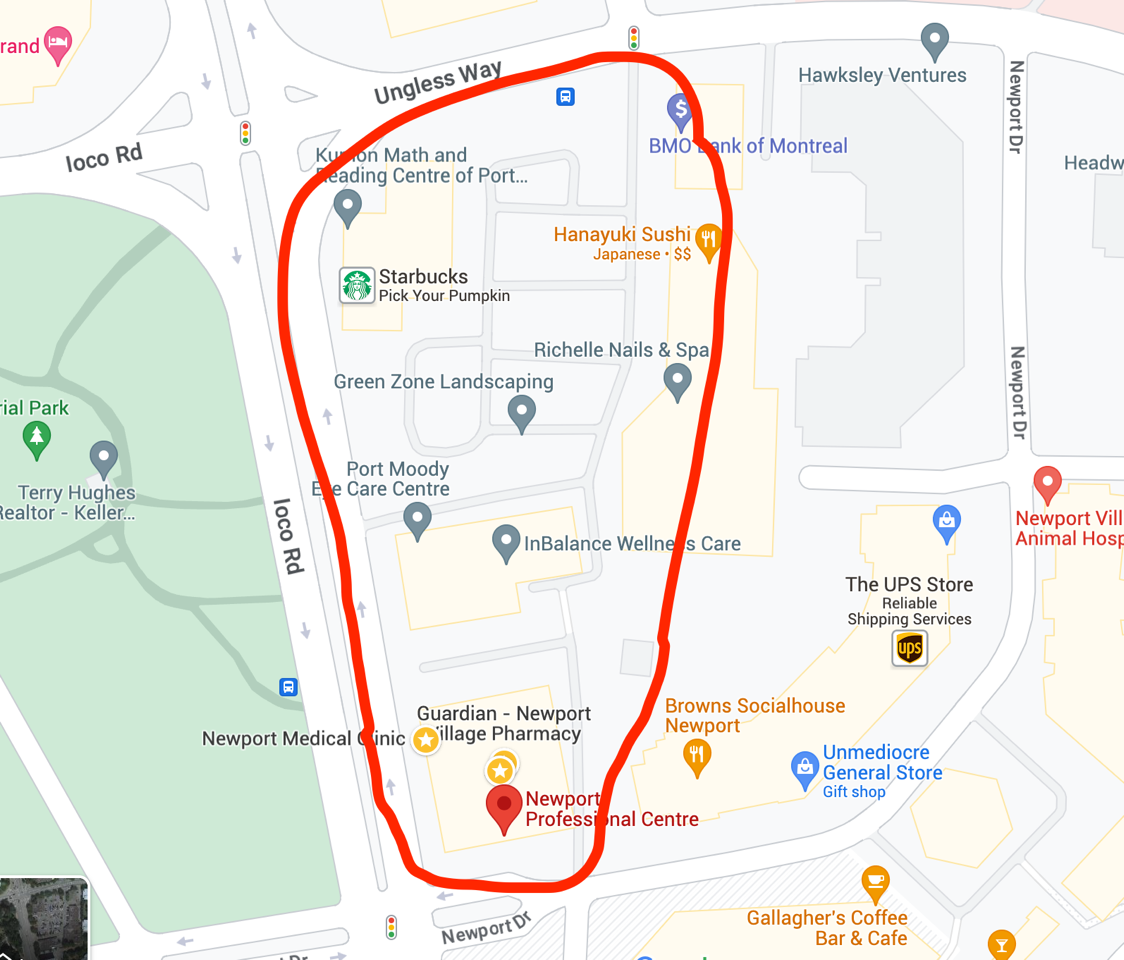 rand
Ungless Way
Hawksley Ventures
Newport Dr
$
BMO Bank of Montreal
Ioco Rd
Kumon Math and
Reading Centre of Port...
Headw
Hanayuki Sushi
Japanese • $$
Starbucks
Pick Your Pumpkin
Richelle Nails & Spa
Green Zone Landscaping
Newport Dr
rial Park
Port Moody
Eye Care Centre
Terry Hughes
Realtor - Keller...
Ioco Rd
InBalance Wellness Care
Newport Vill
Animal Hosp
The UPS Store
Reliable
Shipping Services
ups
Guardian - Newport
Village Pharmacy
Newport Medical Clinic
Browns Socialhouse
Newport
Unmediocre
General Store
Gift shop
Newport
Professional Centre
Newport Dr
Gallagher's Coffee
Bar & Cafe